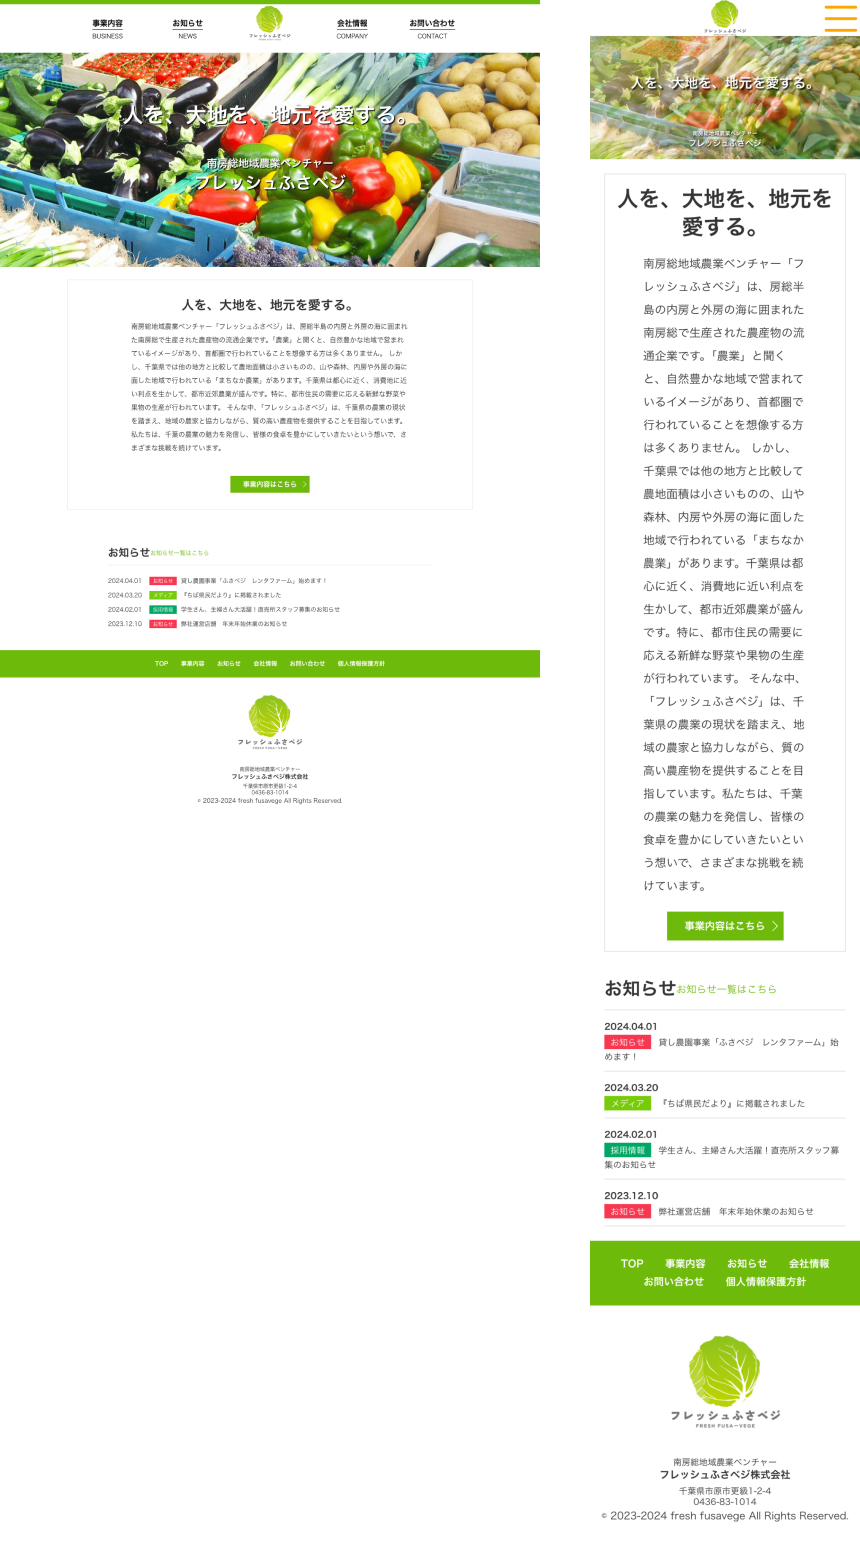 事業内容
BUSINESS
お知らせ
NEWS
フレッシュふさベジ
会社情報
COMPANY
お問い合わせ
CONTACT
人を、大地を、地元を愛する。
南房総地域農業ベンチャー
フレッシュふさベジ
人を、大地を、地元を愛する。
南房総地域農業ベンチャー「フレッシュふさベジ」は、房総半島の内房と外房の海に囲まれ
た南房総で生産された農産物の流通企業です。「農業」と聞くと、自然豊かな地域で営まれ
ているイメージがあり、首都圏で行われていることを想像する方は多くありません。 しか
し、千葉県では他の地方と比較して農地面積は小さいものの、山や森林、内房や外房の海に
面した地域で行われている「まちなか農業」があります。千葉県は都心に近く、消費地に近
い利点を生かして、都市近郊農業が盛んです。特に、都市住民の需要に応える新鮮な野菜や
果物の生産が行われています。 そんな中、「フレッシュふさベジ」は、千葉県の農業の現状
を踏まえ、地域の農家と協力しながら、質の高い農産物を提供することを目指しています。
私たちは、千葉の農業の魅力を発信し、皆様の食卓を豊かにしていきたいという想いで、さ
まざまな挑戦を続けています。
事業内容はこちら
お知らせお知らせ一覧はこちら
2024.04.01 お知らせ 貸し農園事業「ふさベジ　レンタファーム」始めます！
2024.03.20 メディア 『ちば県民だより』に掲載されました
2024.02.01 採用情報 学生さん、主婦さん大活躍！直売所スタッフ募集のお知らせ
2023.12.10 お知らせ 弊社運営店舗　年末年始休業のお知らせ
TOP 事業内容 お知らせ 会社情報 お問い合わせ 個人情報保護方針
フレッシュふさベジ
FRESH FUSA-VEGE
南房総地域農業ベンチャー
フレッシュふさベジ株式会社
千葉県市原市更級1-2-4
0436-83-1014
© 2023-2024 fresh fusavege All Rights Reserved.
フレッシュふさベジ
人を、大地を、地元を愛する。
南房総地域農業ベンチャー
フレッシュふさベジ
人を、大地を、地元を
愛する。
南房総地域農業ベンチャー「フ
レッシュふさベジ」は、房総半
島の内房と外房の海に囲まれた
南房総で生産された農産物の流
通企業です。「農業」と聞く
と、自然豊かな地域で営まれて
いるイメージがあり、首都圏で
行われていることを想像する方
は多くありません。 しかし、
千葉県では他の地方と比較して
農地面積は小さいものの、山や
森林、内房や外房の海に面した
地域で行われている「まちなか
農業」があります。千葉県は都
心に近く、消費地に近い利点を
生かして、都市近郊農業が盛ん
です。特に、都市住民の需要に
応える新鮮な野菜や果物の生産
が行われています。 そんな中、
「フレッシュふさベジ」は、千
葉県の農業の現状を踏まえ、地
域の農家と協力しながら、質の
高い農産物を提供することを目
指しています。私たちは、千葉
の農業の魅力を発信し、皆様の
食卓を豊かにしていきたいとい
う想いで、さまざまな挑戦を続
けています。
事業内容はこちら
お知らせお知らせ一覧はこちら
2024.04.01
お知らせ 貸し農園事業「ふさベジ　レンタファーム」始
めます！
2024.03.20
メディア 『ちば県民だより』に掲載されました
2024.02.01
採用情報 学生さん、主婦さん大活躍！直売所スタッフ募
集のお知らせ
2023.12.10
お知らせ 弊社運営店舗　年末年始休業のお知らせ
TOP 事業内容 お知らせ 会社情報
お問い合わせ 個人情報保護方針
フレッシュふさベジ
FRESH FUSA-VEGE
南房総地域農業ベンチャー
フレッシュふさベジ株式会社
千葉県市原市更級1-2-4
0436-83-1014
© 2023-2024 fresh fusavege All Rights Reserved.